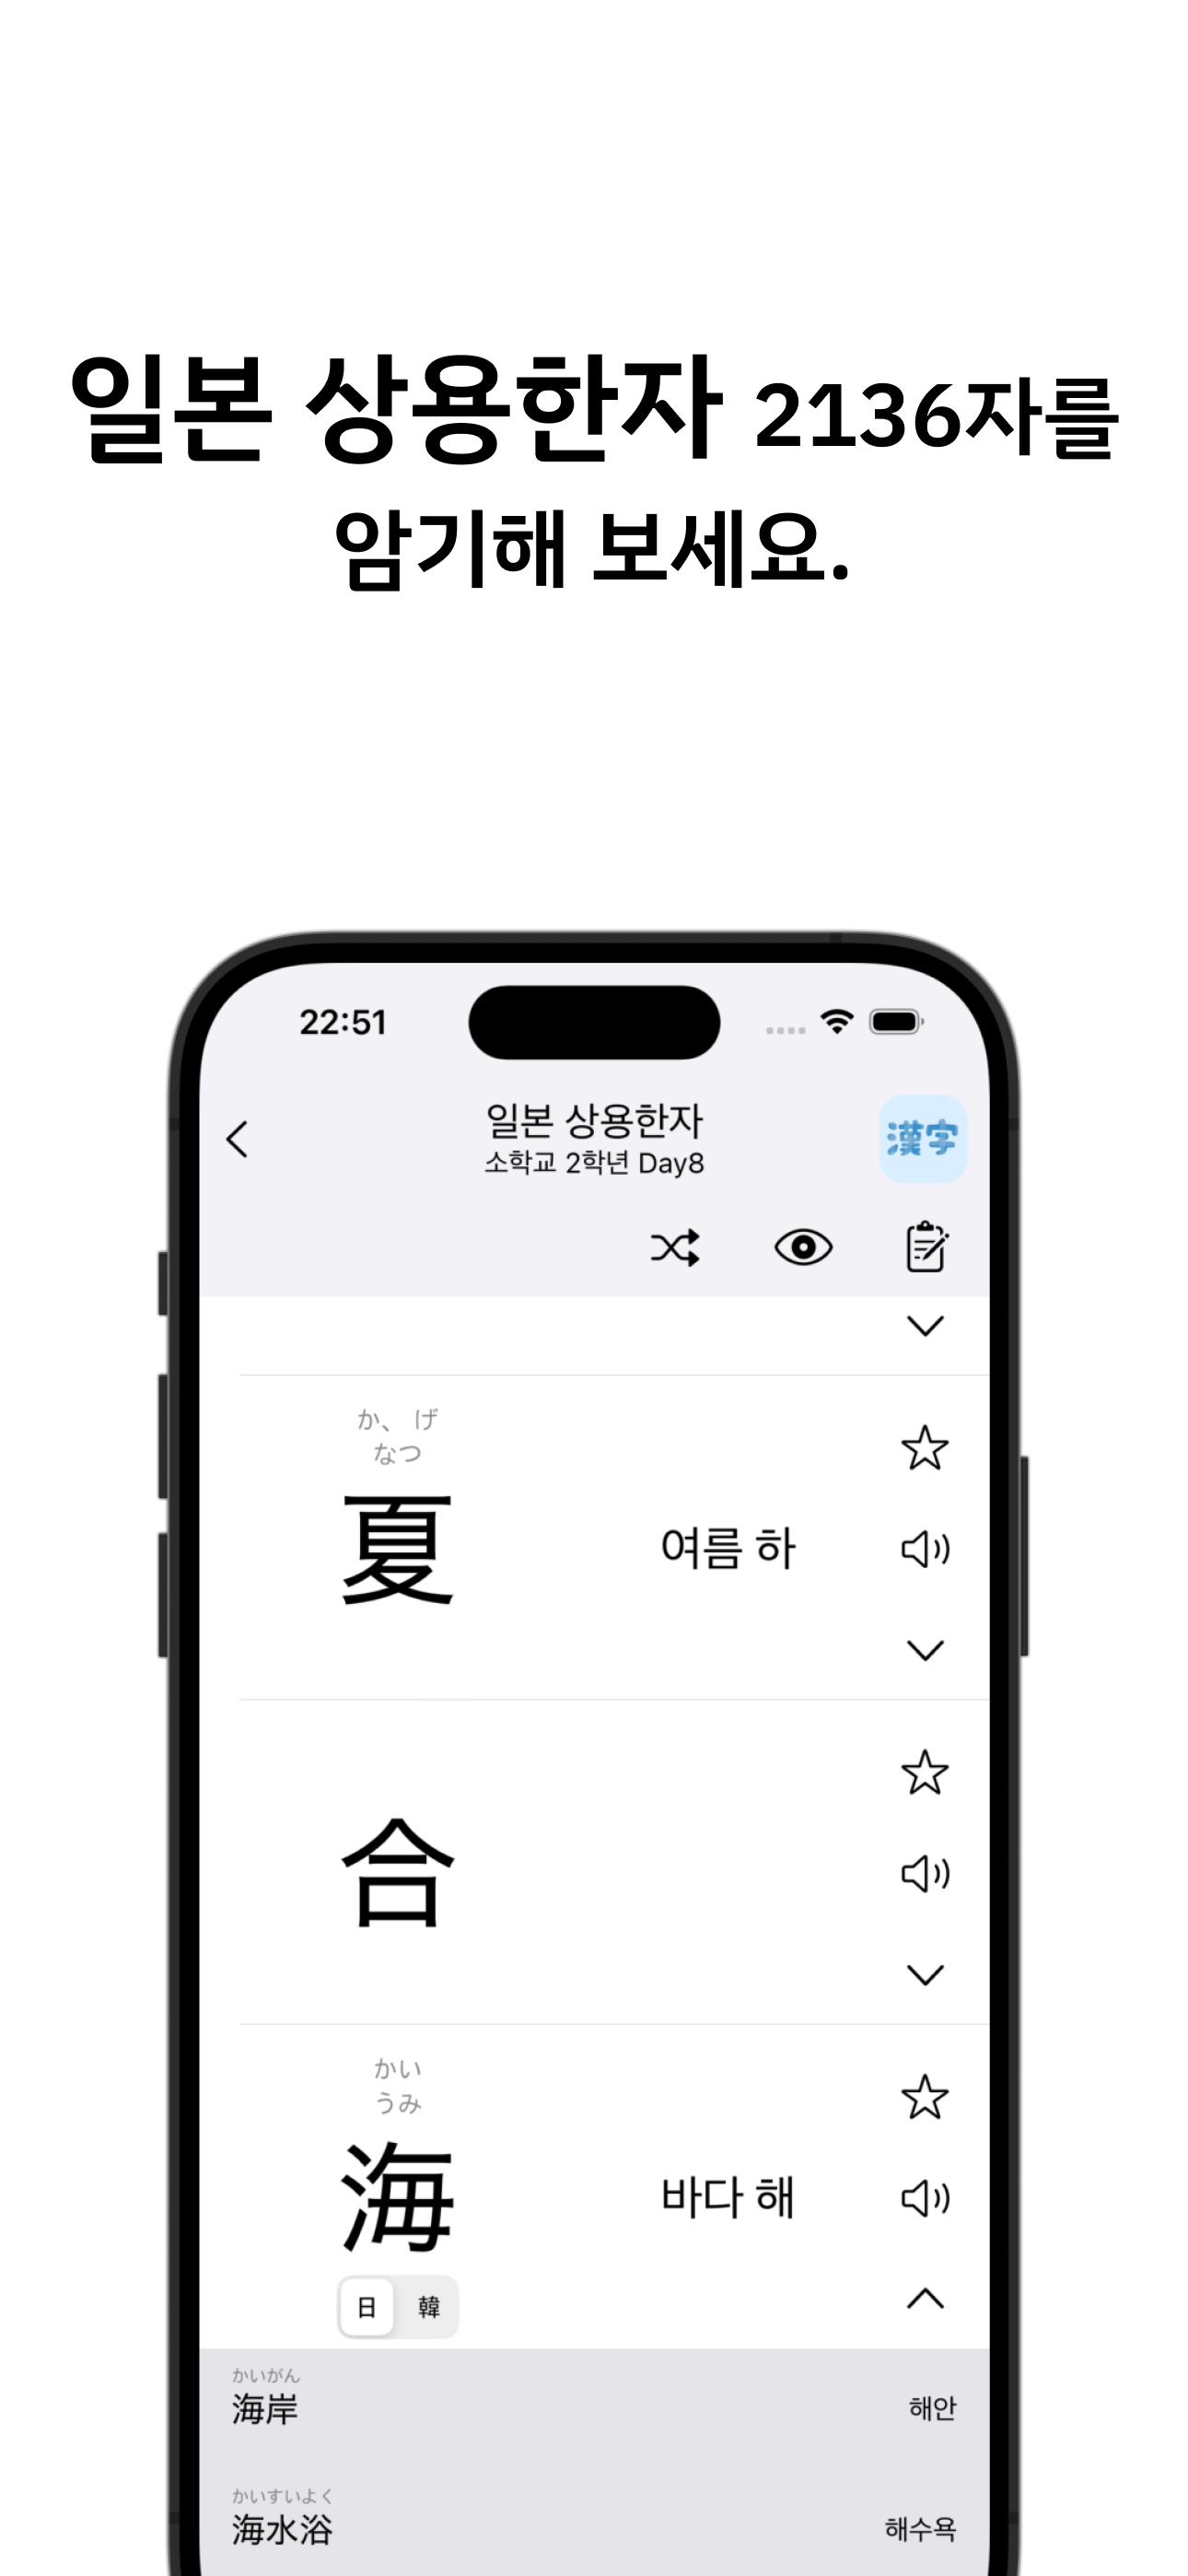 일본 상용한자 2136자를
암기해 보세요.
22:51
일본 상용한자
소학교 2학년 Day8
漢字
か、 げ
なつ
夏
여름 하
合
かい
うみ
海
바다 해
日 韓
かいがん
海岸
해안
かいすいよく
海水浴
해수욕